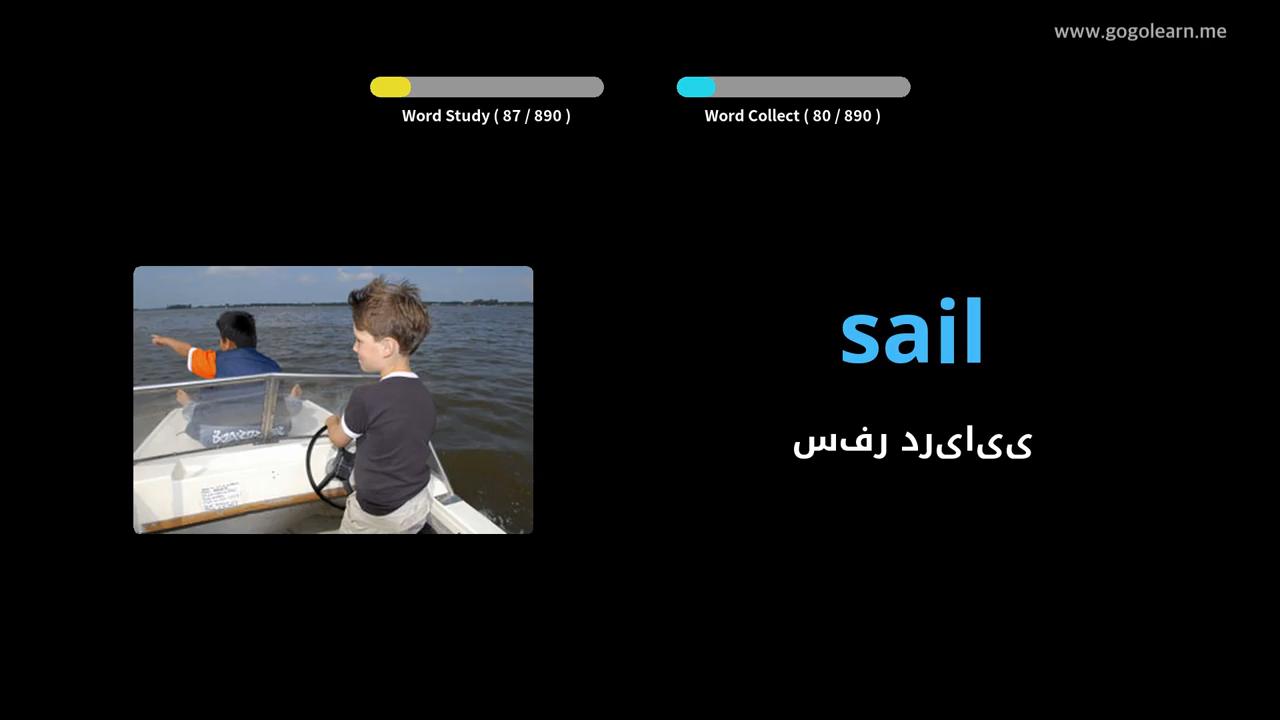 www.gogolearn.me
Word Study ( 87 / 890 )
Word Collect ( 80 / 890 )
sail
سفر دریایی